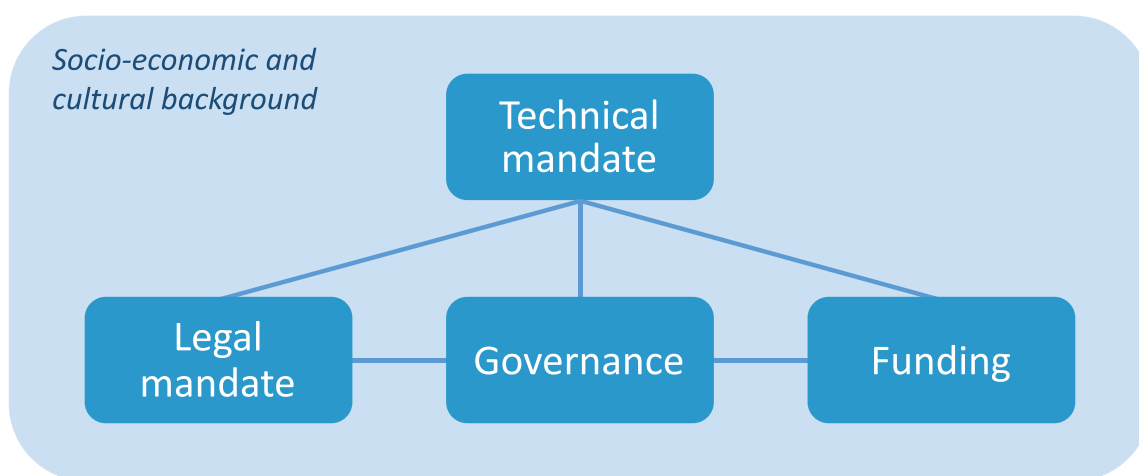 Socio-economic and
cultural background
Technical
mandate
Legal
mandate
Governance
Funding